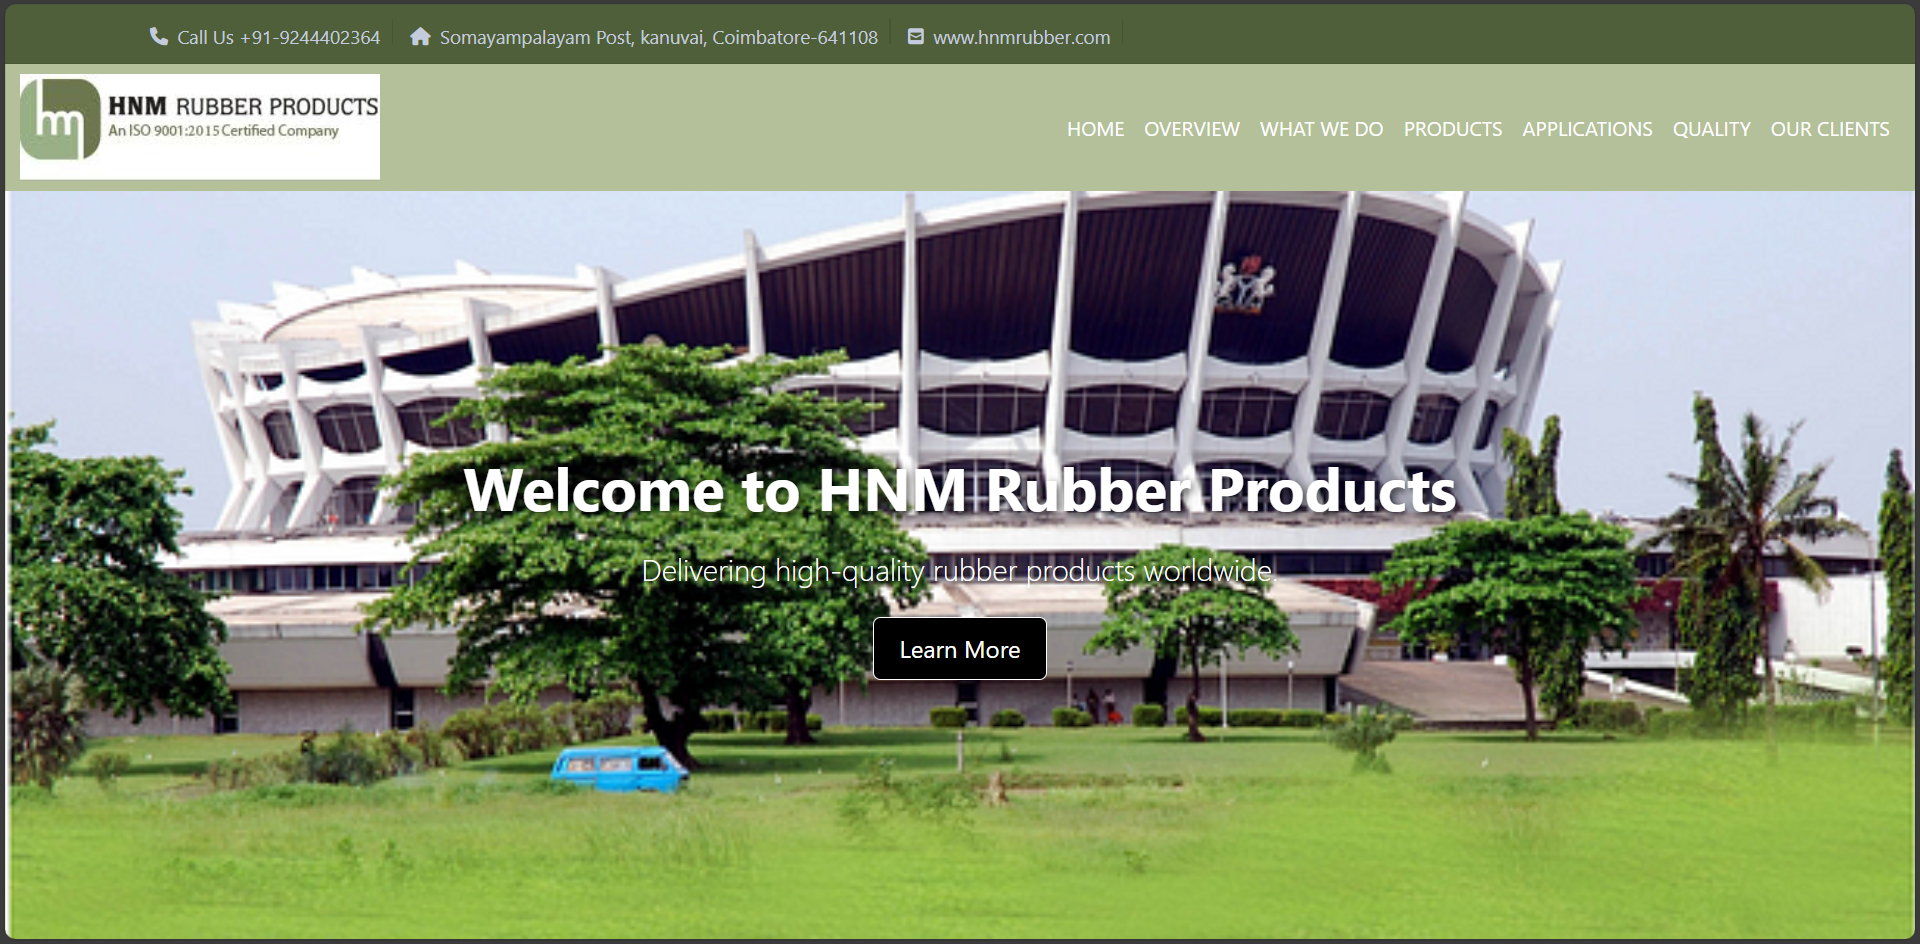 Call Us +91-9244402364
Somayampalayam Post, kanuvai, Coimbatore-641108
www.hnmrubber.com
hm
HNM RUBBER PRODUCTS
An ISO 9001:2015 Certified Company
HOME OVERVIEW WHAT WE DO PRODUCTS APPLICATIONS QUALITY OUR CLIENTS
Welcome to HNM Rubber Products
Delivering high-quality rubber products worldwide.
Learn More